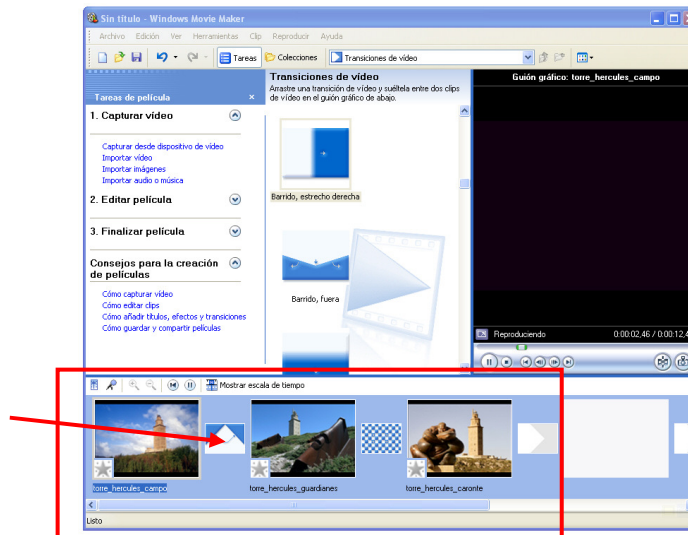 Sin título - Windows Movie Maker
Archivo Edición Ver Herramientas Clip Reproducir Ayuda
Tareas Colecciones Transiciones de vídeo
Tareas de película
Transiciones de vídeo
Arrastre una transición de vídeo y suéltela entre dos clips
de vídeo en el guión gráfico de abajo.
Guión gráfico: torre_hercules_campo
1. Capturar vídeo
Capturar desde dispositivo de vídeo
Importar vídeo
Importar imágenes
Importar audio o música
2. Editar película
3. Finalizar película
Consejos para la creación
de películas
Cómo capturar vídeo
Cómo editar clips
Cómo añadir títulos, efectos y transiciones
Cómo guardar y compartir películas
Barrido, estrecho derecha
Barrido, fuera
Reproduciendo 0:00:02,46 / 0:00:12,4
Mostrar escala de tiempo
torre_hercules_campo torre_hercules_guardianes torre_hercules_caronte
Listo